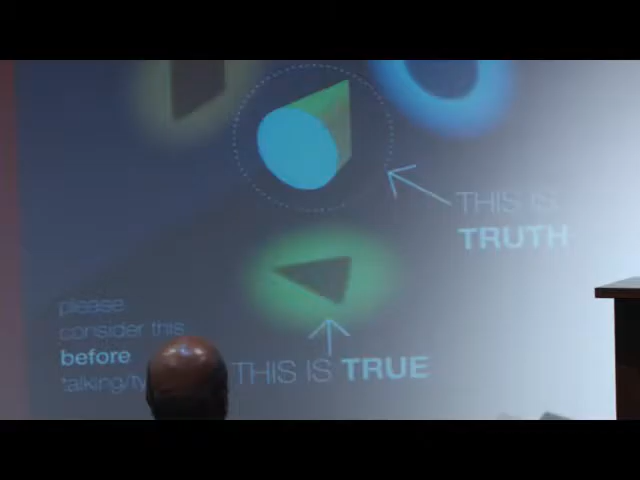 THIS IS
TRUTH
please
consider this
before
THIS IS TRUE